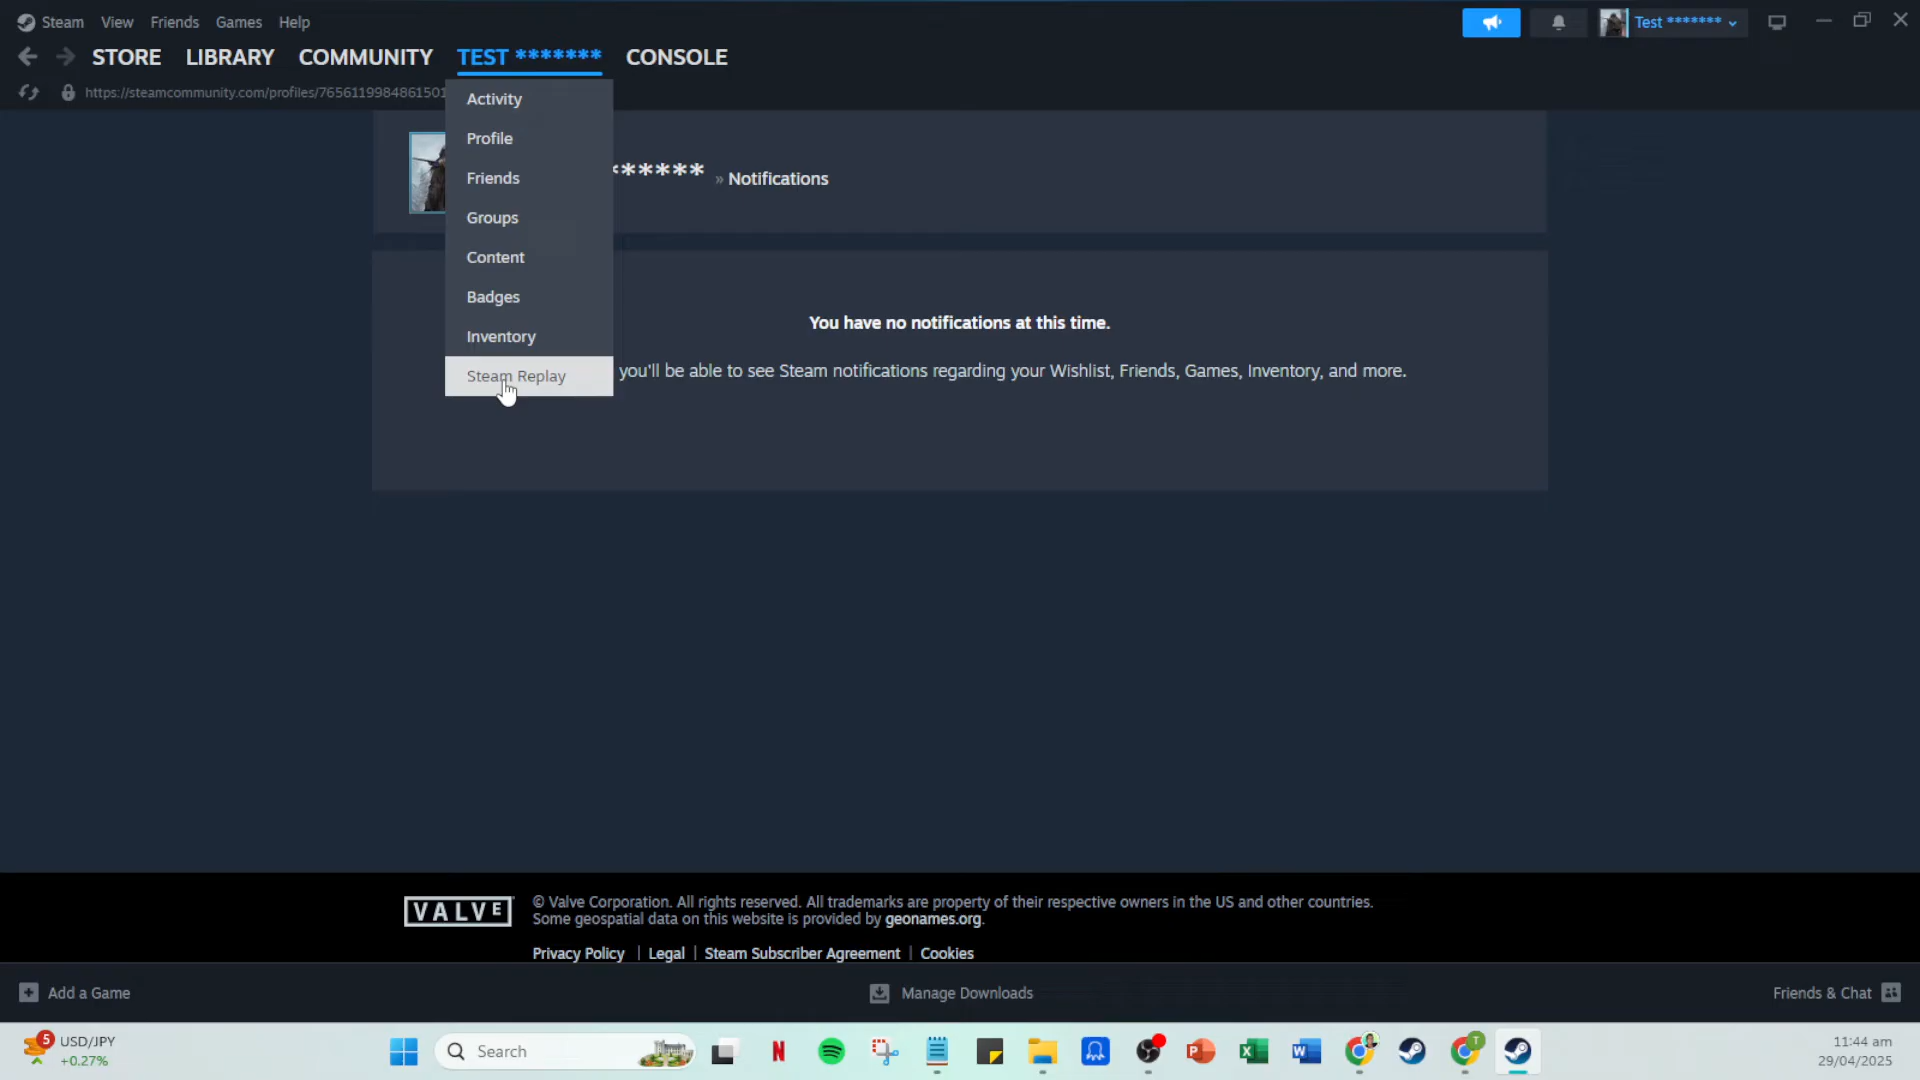 Steam View Friends Games Help
Test *******
STORE LIBRARY COMMUNITY TEST ******* CONSOLE
https://steamcommunity.com/profiles/7656119984861501
Activity
Profile
Friends
Groups
Content
Badges
Inventory
Steam Replay
****** » Notifications
You have no notifications at this time.
you'll be able to see Steam notifications regarding your Wishlist, Friends, Games, Inventory, and more.
VALVE
© Valve Corporation. All rights reserved. All trademarks are property of their respective owners in the US and other countries.
Some geospatial data on this website is provided by geonames.org.
Privacy Policy | Legal | Steam Subscriber Agreement | Cookies
Add a Game
Manage Downloads
Friends & Chat
5
USD/JPY
+0.27%
Search
N
P
X
W
T
11:44 am
29/04/2025